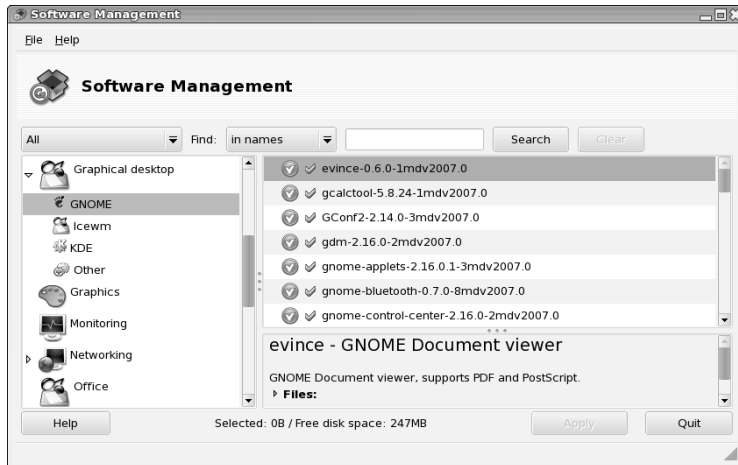 Software Management
File Help
Software Management
All Find: in names Search Clear
Graphical desktop
GNOME
Icewm
KDE
Other
Graphics
Monitoring
Networking
Office
evince-0.6.0-1mdv2007.0
gcalctool-5.8.24-1mdv2007.0
GConf2-2.14.0-3mdv2007.0
gdm-2.16.0-2mdv2007.0
gnome-applets-2.16.0.1-3mdv2007.0
gnome-bluetooth-0.7.0-8mdv2007.0
gnome-control-center-2.16.0-2mdv2007.0
evince - GNOME Document viewer
GNOME Document viewer, supports PDF and PostScript.
Files:
Help Selected: 0B / Free disk space: 247MB Apply Quit